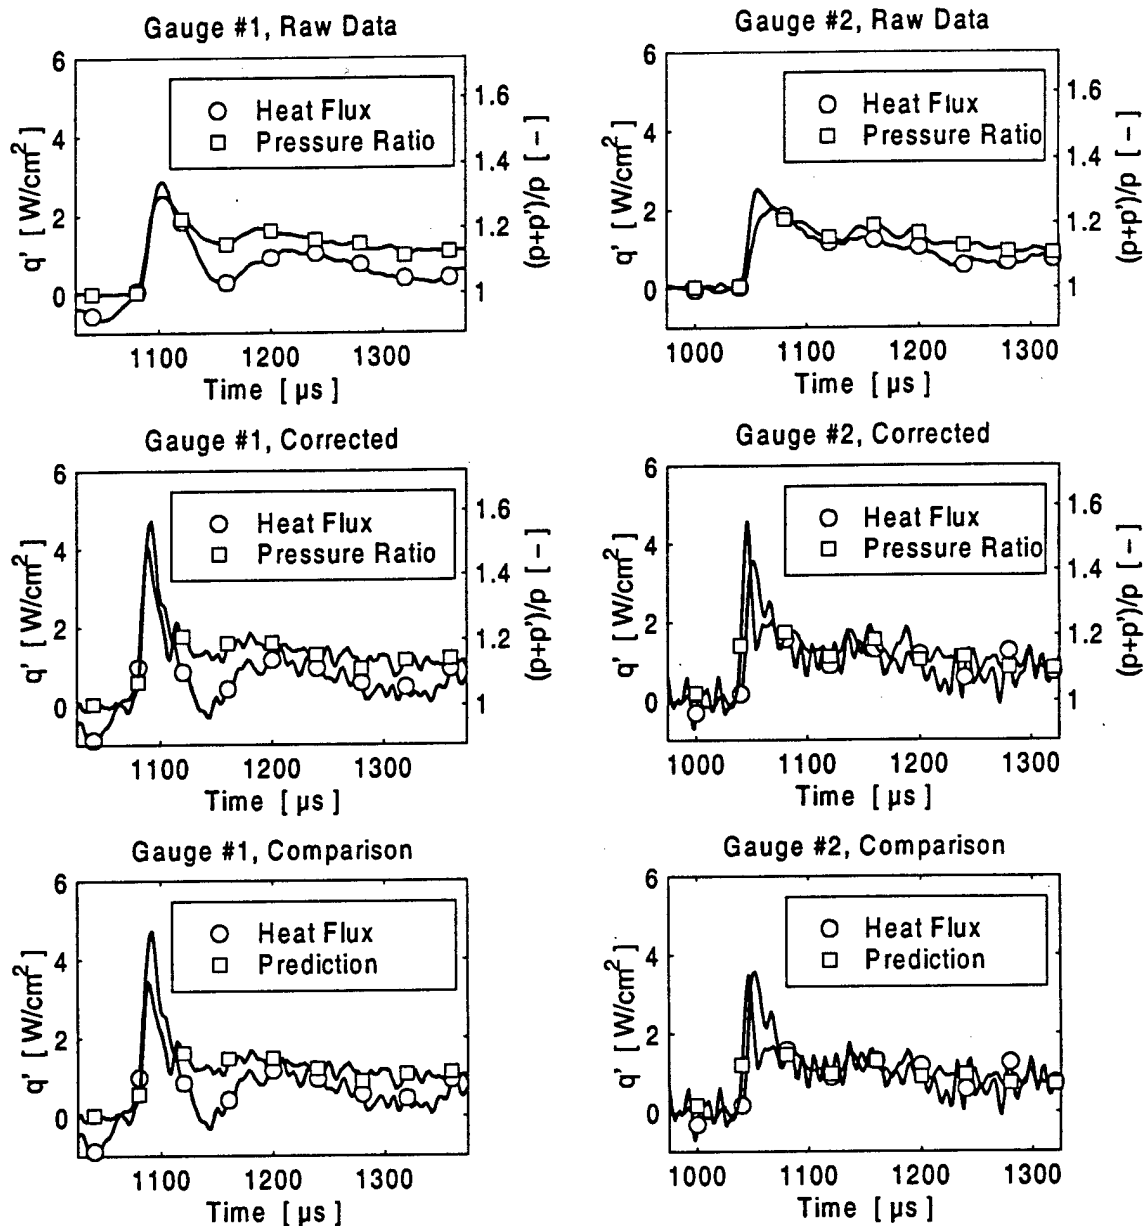 Gauge #1, Raw Data
6
4
2
0
q' [ W/cm² ]
Heat Flux
Pressure Ratio
1.6
1.4
1.2
1
(p+p')/p [ – ]
1100
1200
1300
Time [ µs ]
Gauge #2, Raw Data
6
4
2
0
q' [ W/cm² ]
Heat Flux
Pressure Ratio
1.6
1.4
1.2
1
(p+p')/p [ – ]
1000
1100
1200
1300
Time [ µs ]
Gauge #1, Corrected
6
4
2
0
q' [ W/cm² ]
Heat Flux
Pressure Ratio
1.6
1.4
1.2
1
(p+p')/p [ – ]
1100
1200
1300
Time [ µs ]
Gauge #2, Corrected
6
4
2
0
q' [ W/cm² ]
Heat Flux
Pressure Ratio
1.6
1.4
1.2
1
(p+p')/p [ – ]
1000
1100
1200
1300
Time [ µs ]
Gauge #1, Comparison
6
4
2
0
q' [ W/cm² ]
Heat Flux
Prediction
1100
1200
1300
Time [ µs ]
Gauge #2, Comparison
6
4
2
0
q' [ W/cm² ]
Heat Flux
Prediction
1000
1100
1200
1300
Time [ µs ]